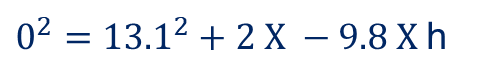 0² = 13.1² + 2 X − 9.8 X h